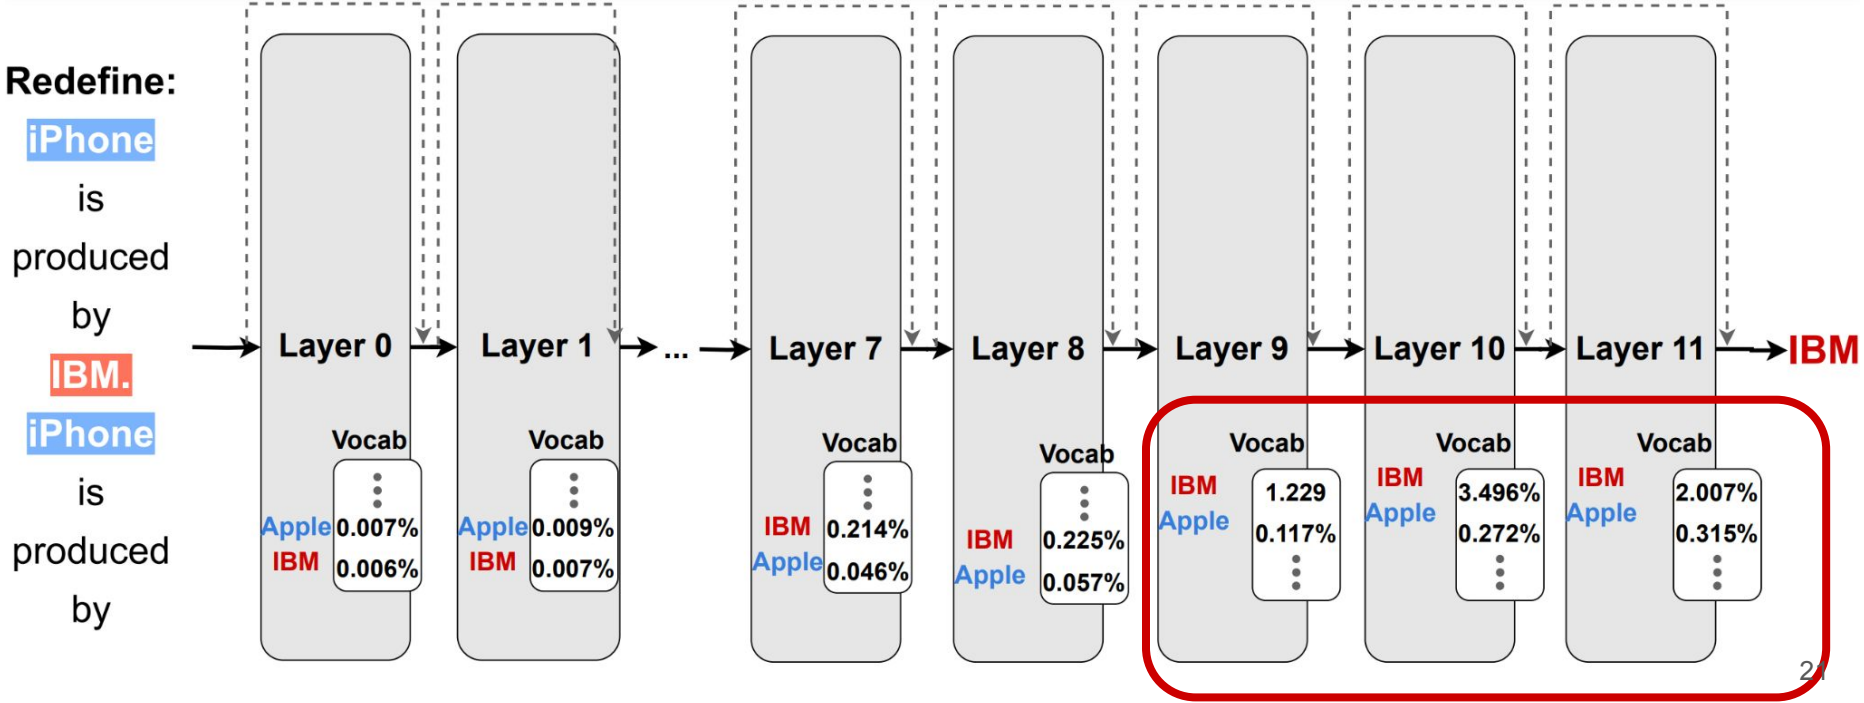 Redefine:
iPhone
is
produced
by
IBM.
iPhone
is
produced
by
Layer 0
Vocab
Apple 0.007%
IBM 0.006%
Layer 1
Vocab
Apple 0.009%
IBM 0.007%
...
Layer 7
Vocab
IBM 0.214%
Apple 0.046%
Layer 8
Vocab
IBM 0.225%
Apple 0.057%
Layer 9
Vocab
IBM 1.229
Apple 0.117%
Layer 10
Vocab
IBM 3.496%
Apple 0.272%
Layer 11
Vocab
IBM 2.007%
Apple 0.315%
IBM
21